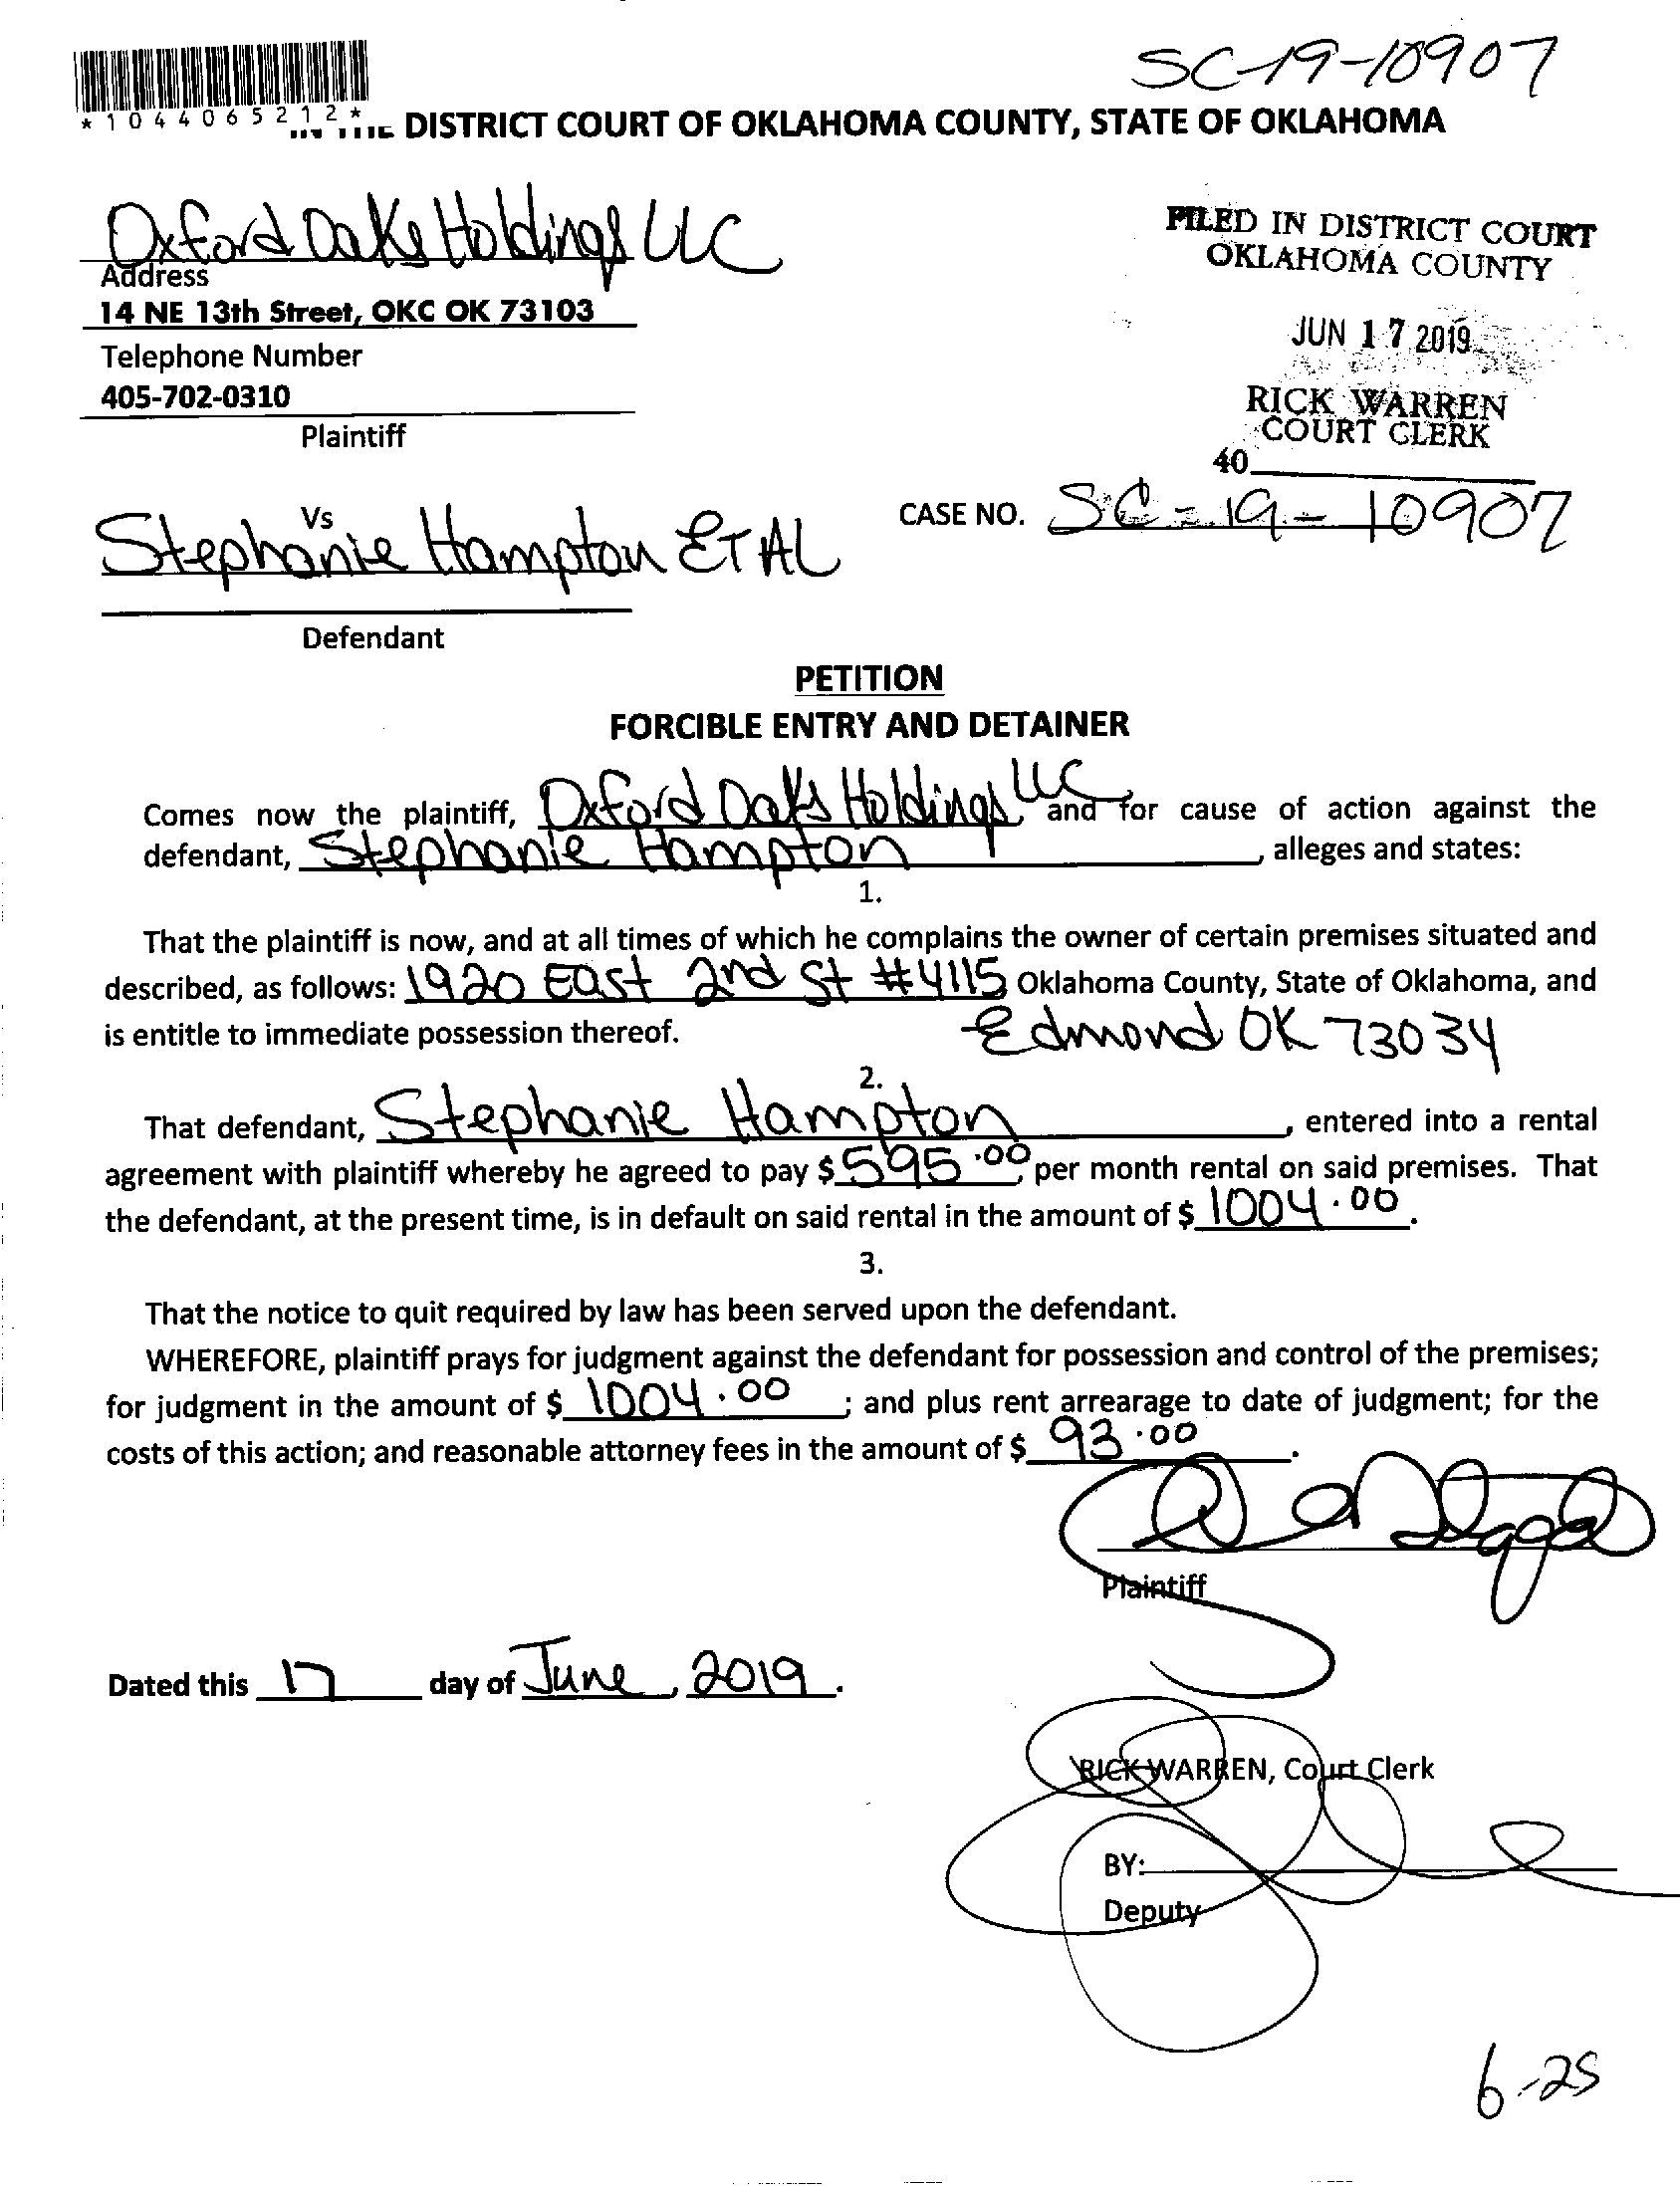 SC-19-10907
*1044065212*
DISTRICT COURT OF OKLAHOMA COUNTY, STATE OF OKLAHOMA
Oxford Oaks Holdings LLC
Address
14 NE 13th Street, OKC OK 73103
Telephone Number
405-702-0310
Plaintiff
FILED IN DISTRICT COURT
OKLAHOMA COUNTY
JUN 17 2019
RICK WARREN
COURT CLERK
40
Vs
CASE NO. SC-19-10907
Stephanie Hampton ET AL
Defendant
PETITION
FORCIBLE ENTRY AND DETAINER
Comes now the plaintiff, Oxford Oaks Holdings LLC and for cause of action against the
defendant, Stephanie Hampton, alleges and states:
1.
That the plaintiff is now, and at all times of which he complains the owner of certain premises situated and
described, as follows: 1920 East 2nd St #4115 Oklahoma County, State of Oklahoma, and
is entitle to immediate possession thereof. Edmond OK 73034
2.
That defendant, Stephanie Hampton, entered into a rental
agreement with plaintiff whereby he agreed to pay $ 595.00 per month rental on said premises. That
the defendant, at the present time, is in default on said rental in the amount of $ 1004.00.
3.
That the notice to quit required by law has been served upon the defendant.
WHEREFORE, plaintiff prays for judgment against the defendant for possession and control of the premises;
for judgment in the amount of $ 1004.00; and plus rent arrearage to date of judgment; for the
costs of this action; and reasonable attorney fees in the amount of $ 93.00.
Plaintiff
Dated this 17 day of June, 2019.
RICK WARREN, Court Clerk
BY:
Deputy
6-25